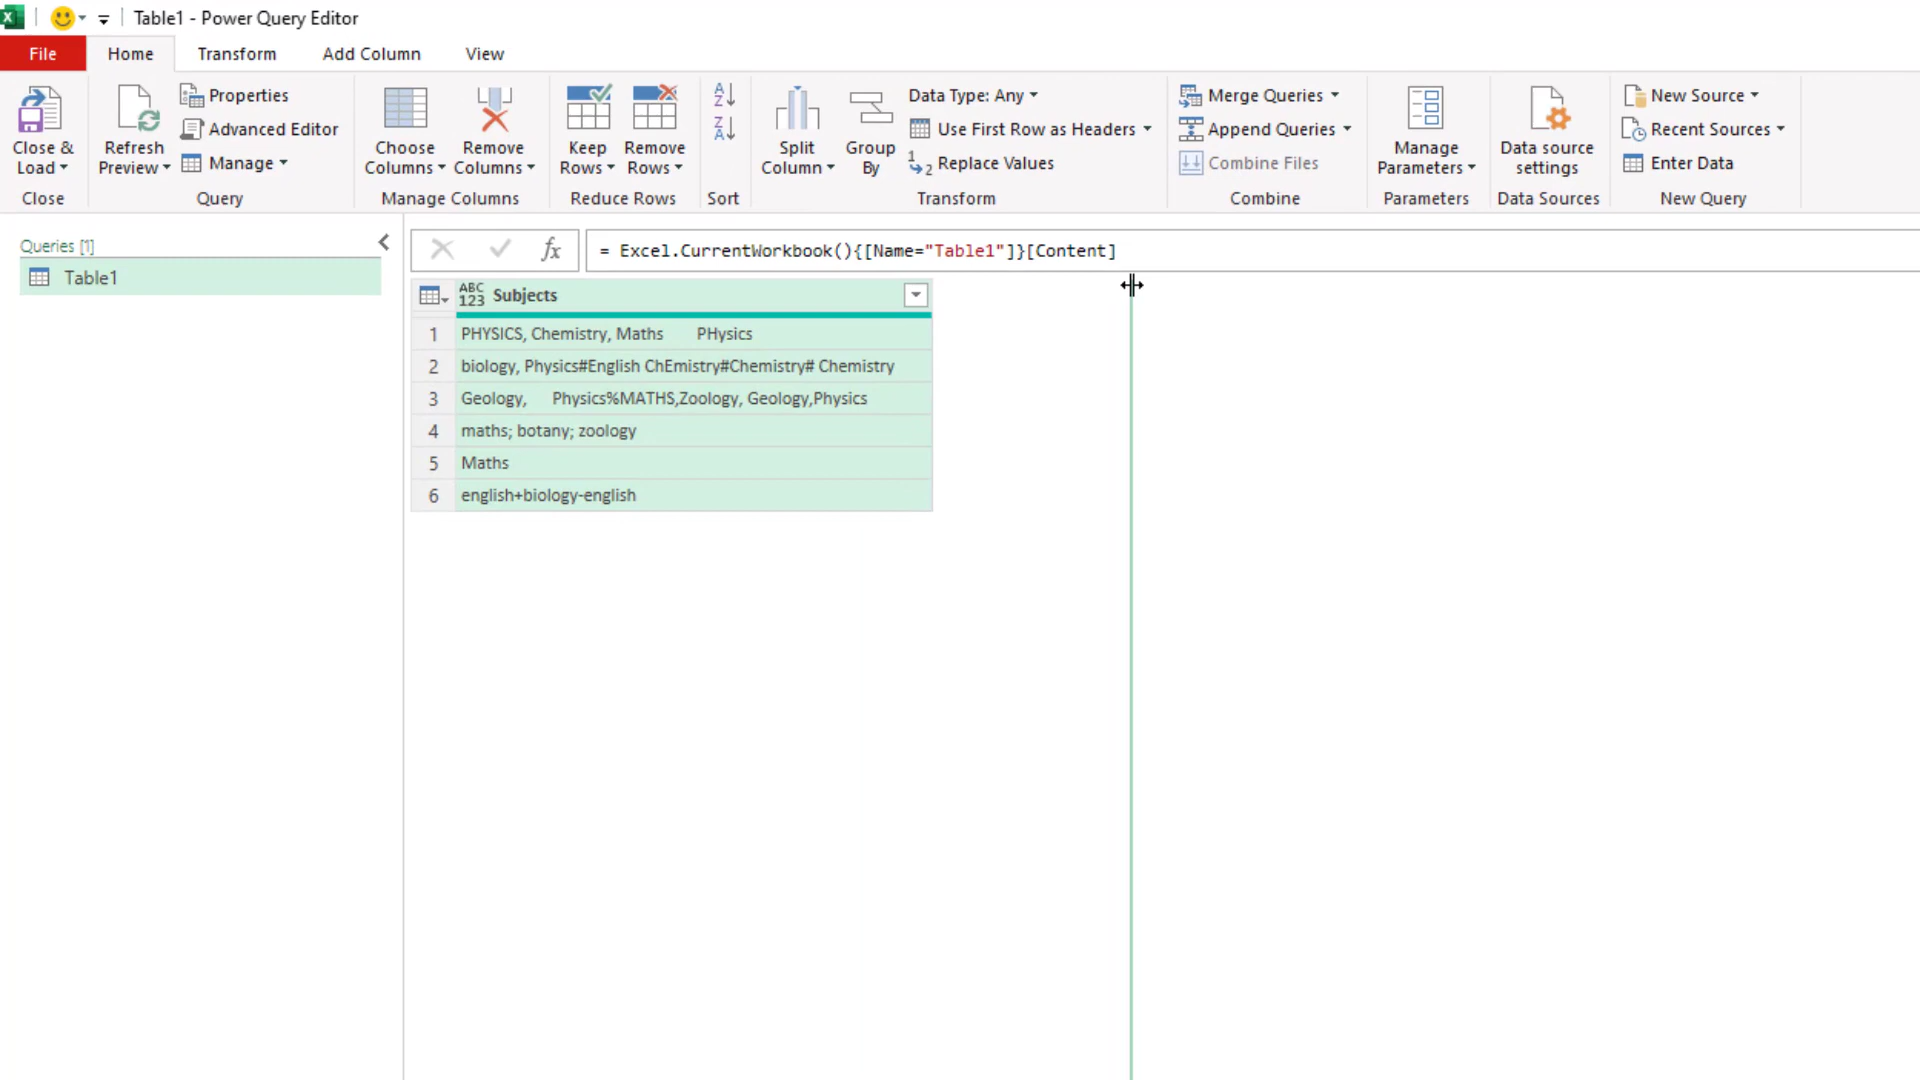 Table1 - Power Query Editor
File Home Transform Add Column View
Close & Load
Refresh Preview
Properties
Advanced Editor
Manage
Choose Columns
Remove Columns
Keep Rows
Remove Rows
A Z
Z A
Split Column
Group By
Data Type: Any
Use First Row as Headers
1 2 Replace Values
Merge Queries
Append Queries
Combine Files
Manage Parameters
Data source settings
New Source
Recent Sources
Enter Data
Close Query Manage Columns Reduce Rows Sort Transform Combine Parameters Data Sources New Query
Queries [1]
Table1
fx = Excel.CurrentWorkbook(){[Name="Table1"]}[Content]
ABC 123 Subjects
1 PHYSICS, Chemistry, Maths PHysics
2 biology, Physics#English ChEmistry#Chemistry# Chemistry
3 Geology, Physics%MATHS,Zoology, Geology,Physics
4 maths; botany; zoology
5 Maths
6 english+biology-english